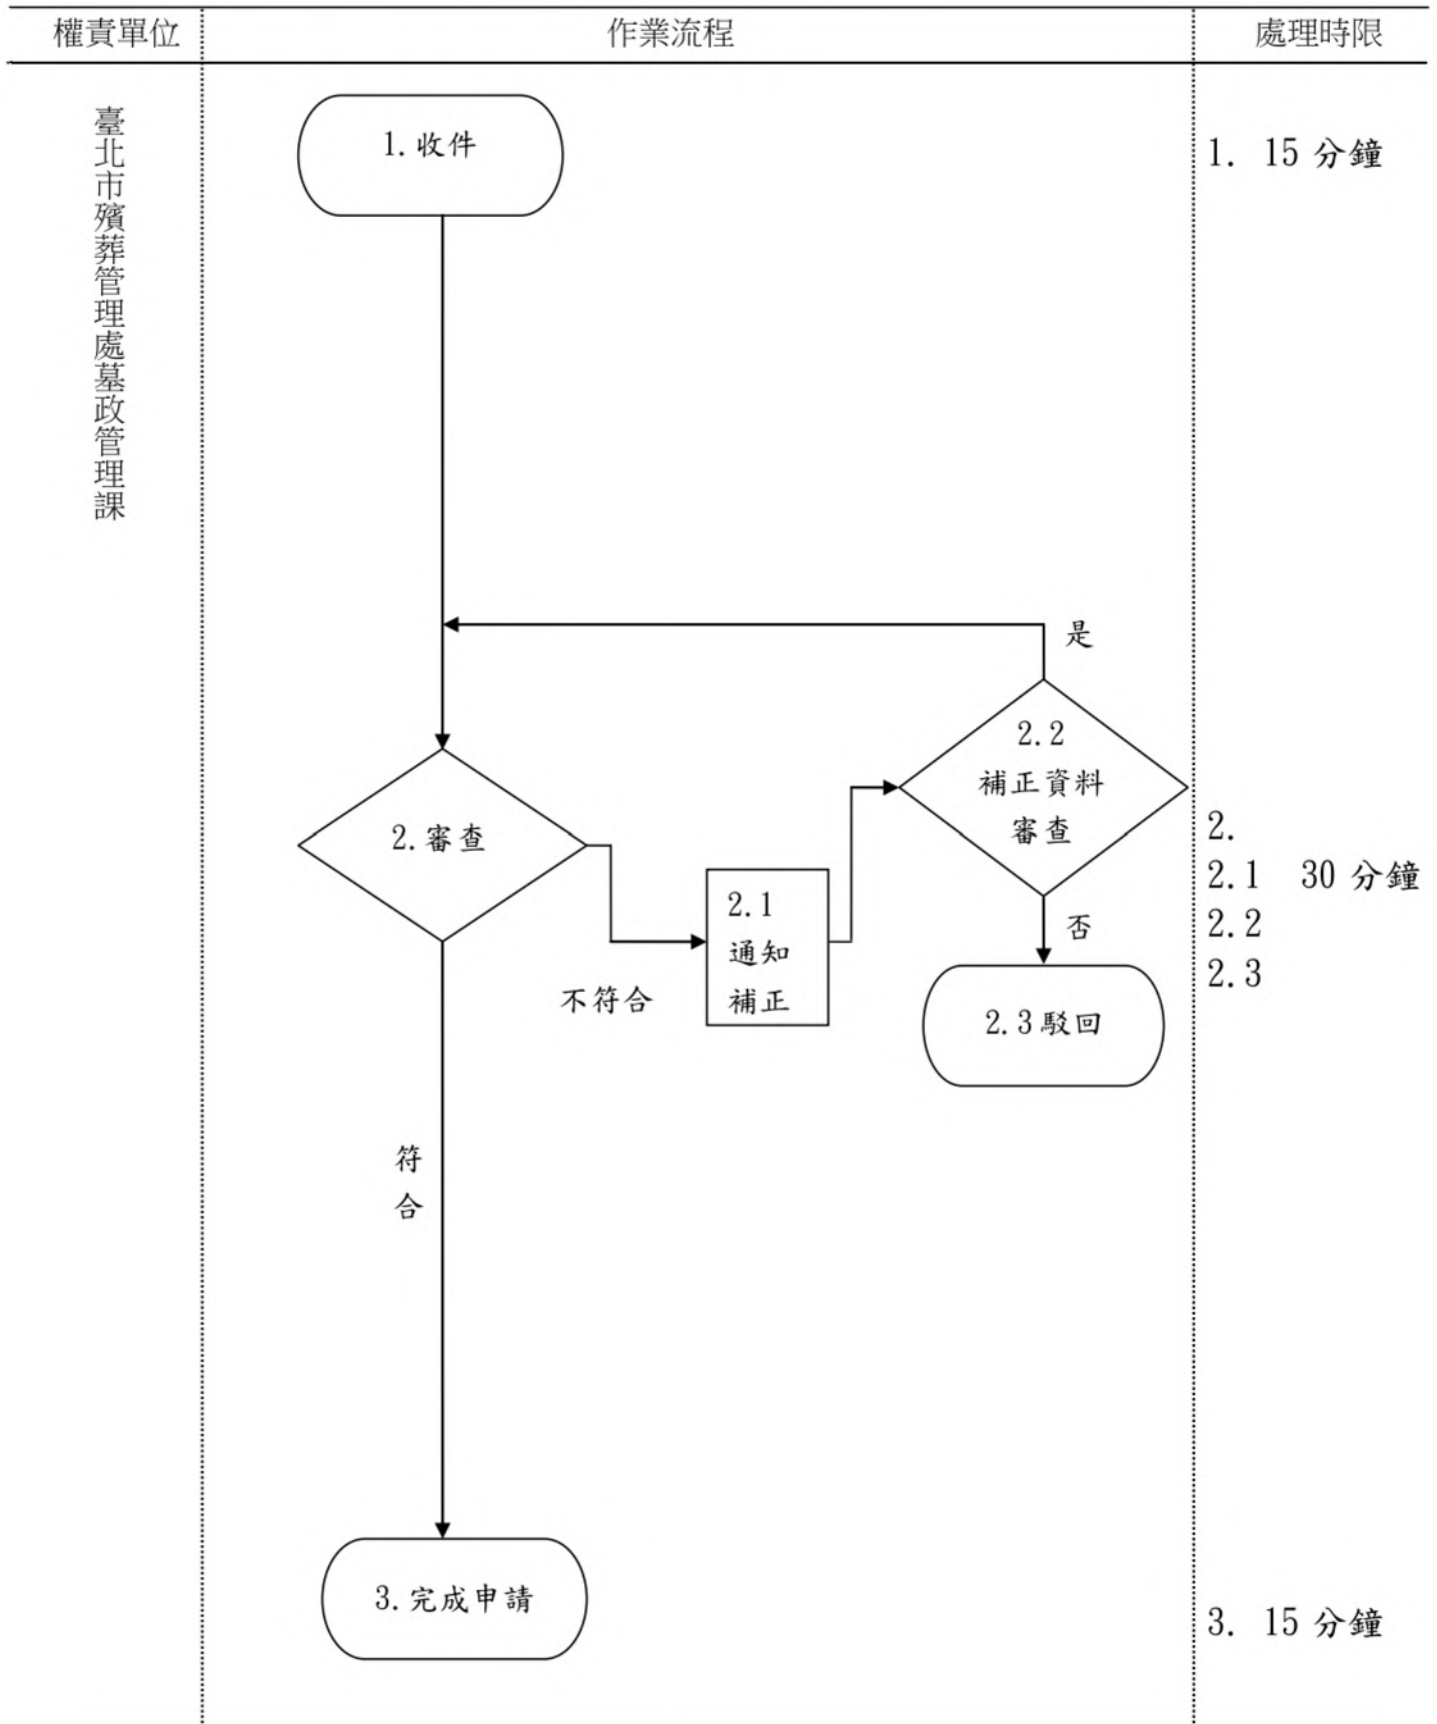 權責單位
作業流程
處理時限
臺北市殯葬管理處墓政管理課
1.收件
1. 15 分鐘
是
2.2
補正資料
審查
2.審查
2.1
通知
補正
不符合
否
2.3駁回
2.
2.1 30 分鐘
2.2
2.3
符
合
3.完成申請
3. 15 分鐘